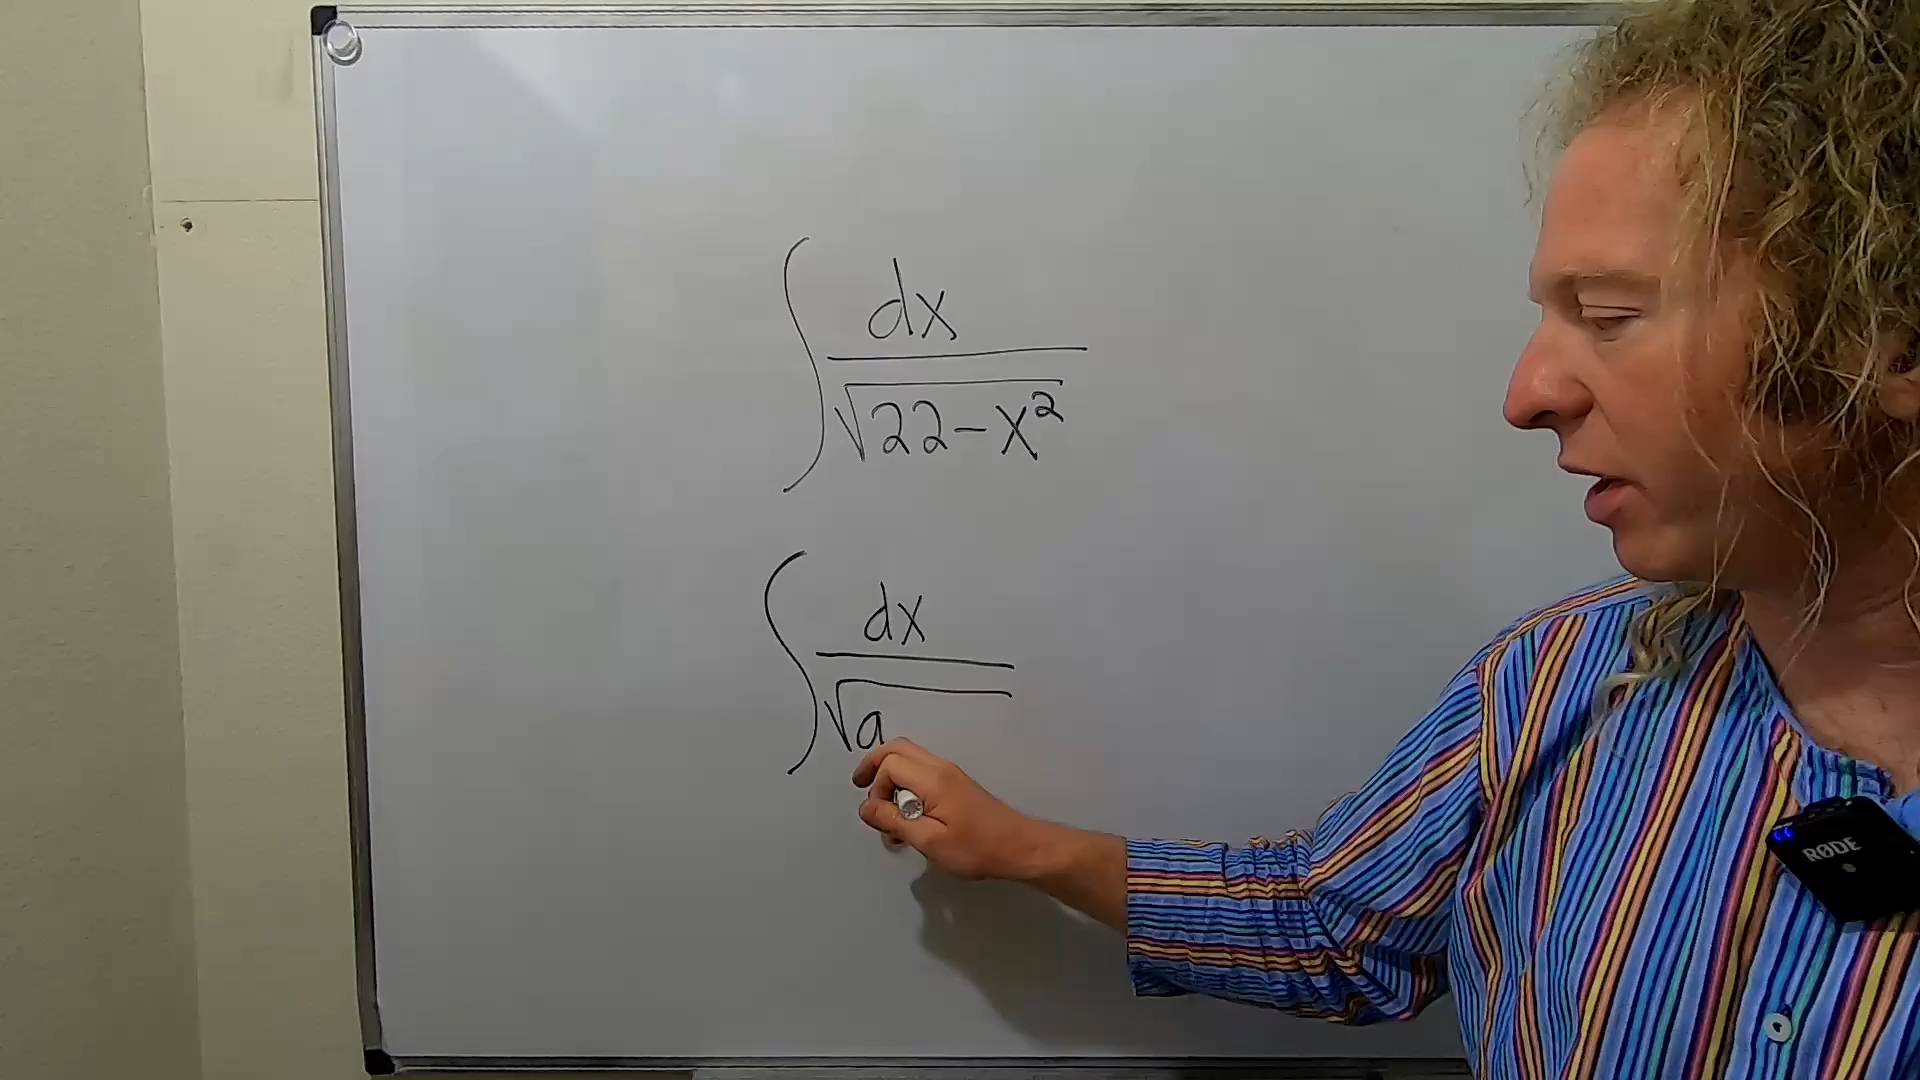 ∫ dx
√22-x²
∫ dx
√a
RØDE